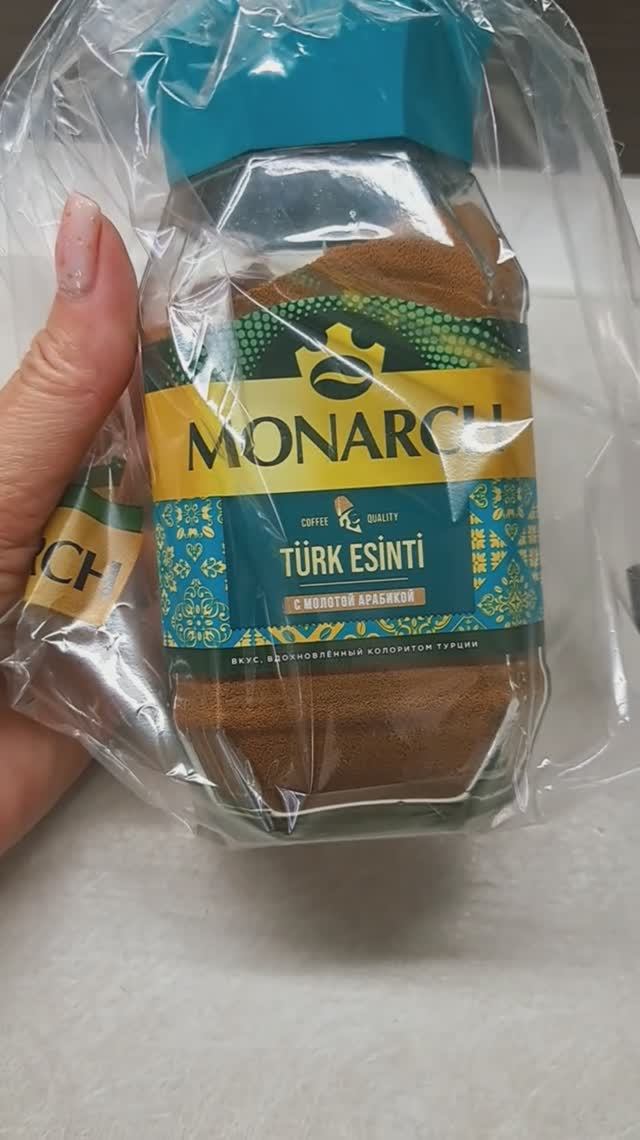 MONARCH
COFFEE QUALITY
TÜRK ESİNTİ
С МОЛОТОЙ АРАБИКОЙ
ВКУС, ВДОХНОВЛЁННЫЙ КОЛОРИТОМ ТУРЦИИ
RCH